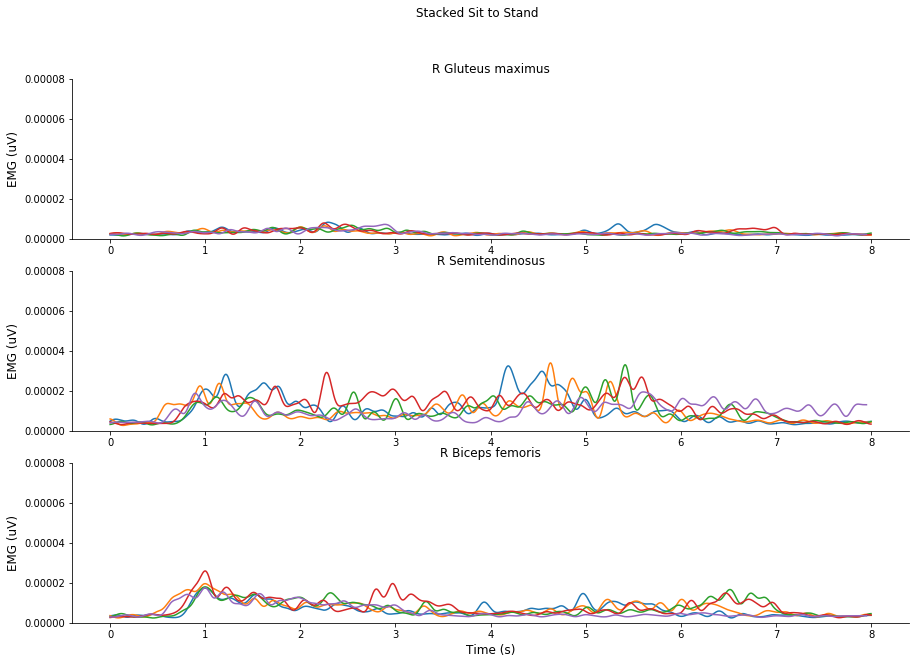 Stacked Sit to Stand
R Gluteus maximus
EMG (uV)
0.00008
0.00006
0.00004
0.00002
0.00000
0 1 2 3 4 5 6 7 8
R Semitendinosus
EMG (uV)
0.00008
0.00006
0.00004
0.00002
0.00000
0 1 2 3 4 5 6 7 8
R Biceps femoris
EMG (uV)
0.00008
0.00006
0.00004
0.00002
0.00000
0 1 2 3 4 5 6 7 8
Time (s)